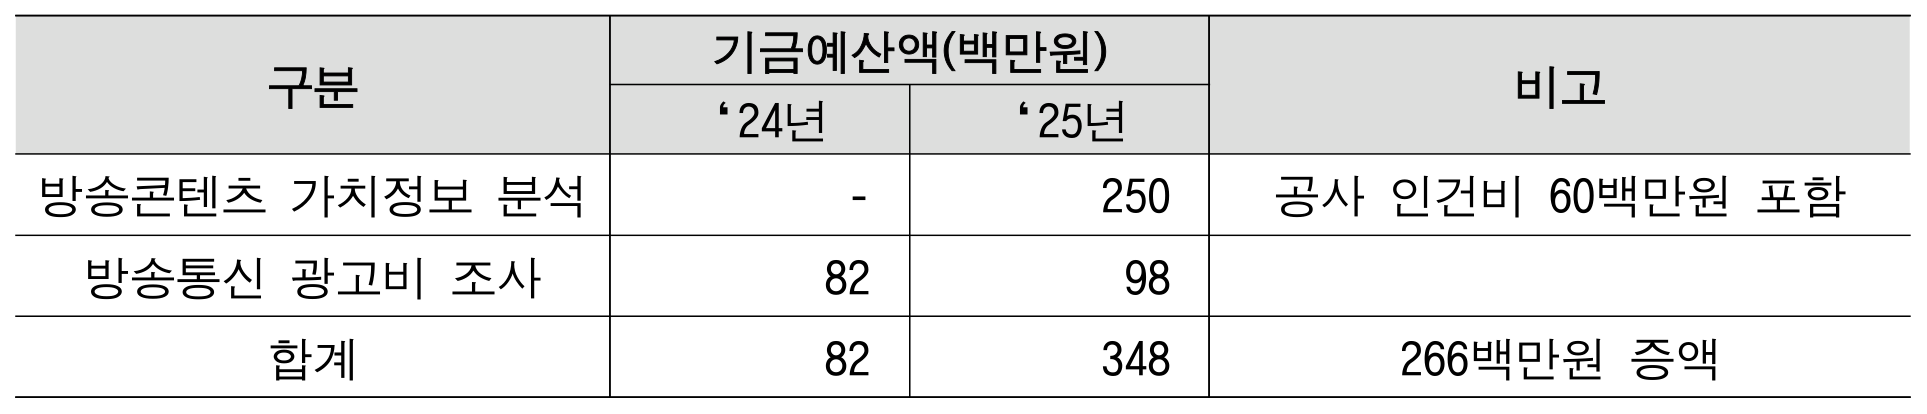 구분 기금예산액(백만원) 비고
‘24년 ‘25년
방송콘텐츠 가치정보 분석 - 250 공사 인건비 60백만원 포함
방송통신 광고비 조사 82 98
합계 82 348 266백만원 증액